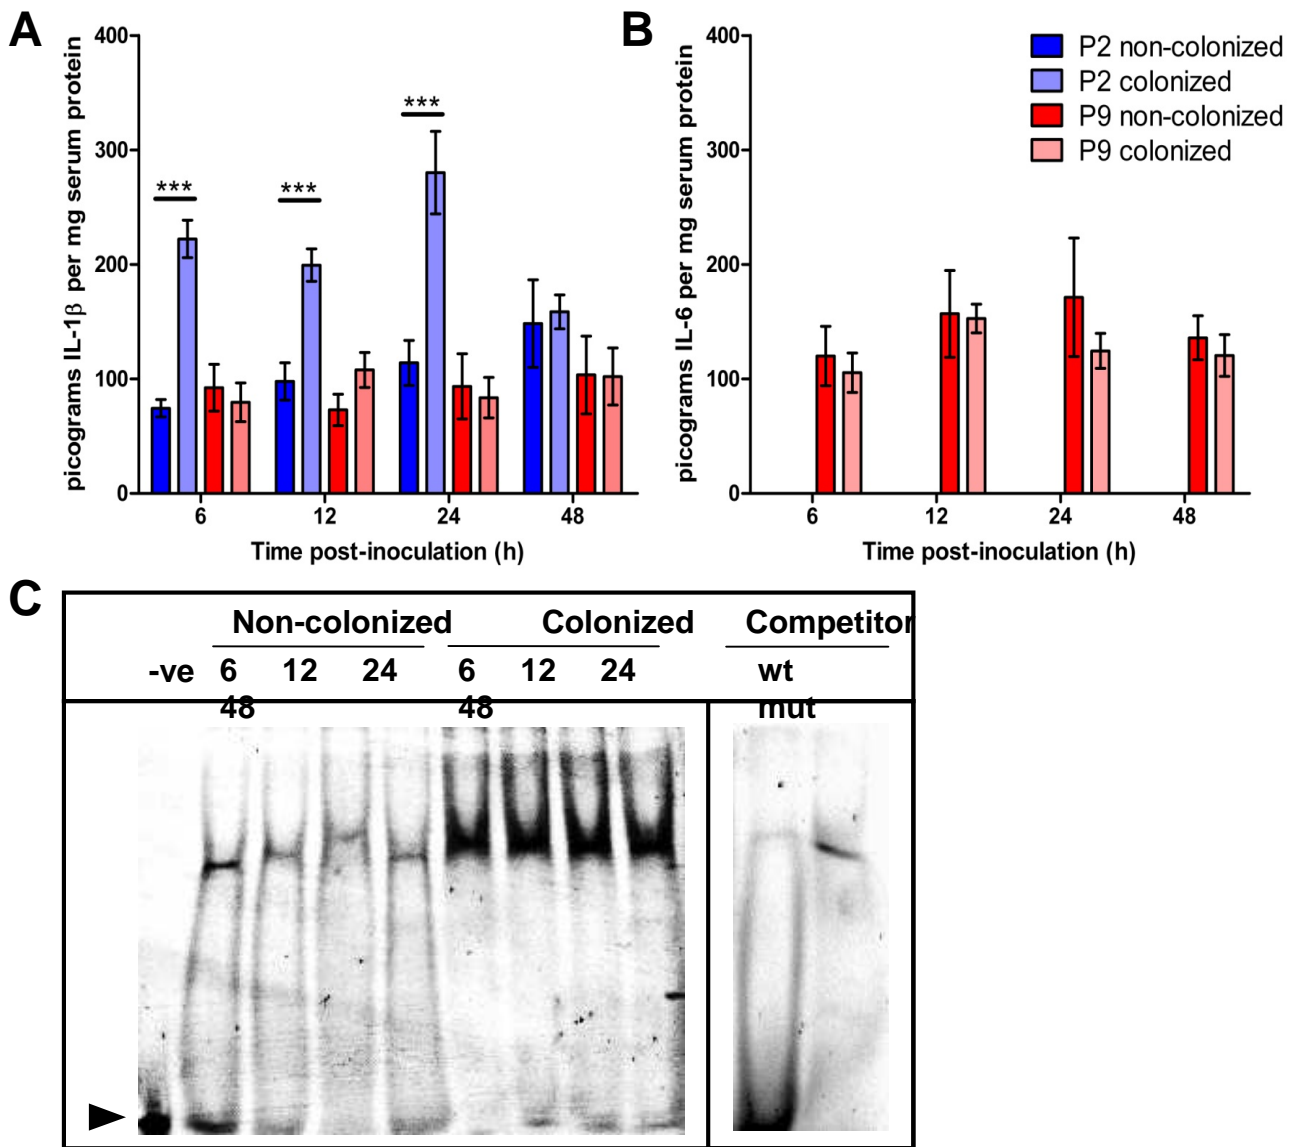 A
400
300
200
100
0
picograms IL-1β per mg serum protein
***
***
***
6 12 24 48
Time post-inoculation (h)
B
400
300
200
100
0
picograms IL-6 per mg serum protein
P2 non-colonized
P2 colonized
P9 non-colonized
P9 colonized
6 12 24 48
Time post-inoculation (h)
C
Non-colonized Colonized Competitor
-ve 6 12 24 6 12 24 wt
48 48 mut